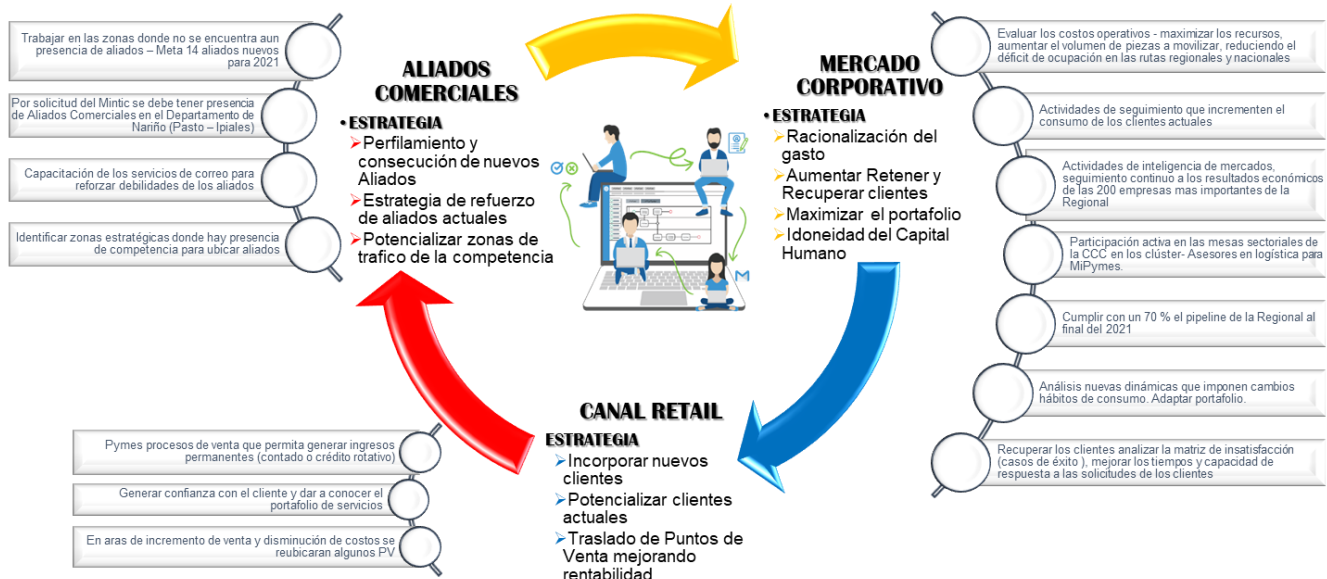 Trabajar en las zonas donde no se encuentra aun
presencia de aliados – Meta 14 aliados nuevos
para 2021
Por solicitud del Mintic se debe tener presencia
de Aliados Comerciales en el Departamento de
Nariño (Pasto – Ipiales)
Capacitación de los servicios de correo para
reforzar debilidades de los aliados
Identificar zonas estratégicas donde hay presencia
de competencia para ubicar aliados
ALIADOS
COMERCIALES
• ESTRATEGIA
➢Perfilamiento y
consecución de nuevos
Aliados
➢Estrategia de refuerzo
de aliados actuales
➢Potencializar zonas de
trafico de la competencia
MERCADO
CORPORATIVO
• ESTRATEGIA
➢Racionalización del
gasto
➢Aumentar Retener y
Recuperar clientes
➢Maximizar el portafolio
➢Idoneidad del Capital
Humano
Evaluar los costos operativos - maximizar los recursos,
aumentar el volumen de piezas a movilizar, reduciendo el
déficit de ocupación en las rutas regionales y nacionales
Actividades de seguimiento que incrementen el
consumo de los clientes actuales
Actividades de inteligencia de mercados,
seguimiento continuo a los resultados económicos
de las 200 empresas mas importantes de la
Regional
Participación activa en las mesas sectoriales de
la CCC en los clúster- Asesores en logística para
MiPymes.
Cumplir con un 70 % el pipeline de la Regional al
final del 2021
Análisis nuevas dinámicas que imponen cambios
hábitos de consumo. Adaptar portafolio.
Recuperar los clientes analizar la matriz de insatisfacción
(casos de éxito ), mejorar los tiempos y capacidad de
respuesta a las solicitudes de los clientes
CANAL RETAIL
ESTRATEGIA
➢Incorporar nuevos
clientes
➢Potencializar clientes
actuales
➢Traslado de Puntos de
Venta mejorando
rentabilidad
Pymes procesos de venta que permita generar ingresos
permanentes (contado o crédito rotativo)
Generar confianza con el cliente y dar a conocer el
portafolio de servicios
En aras de incremento de venta y disminución de costos se
reubicaran algunos PV